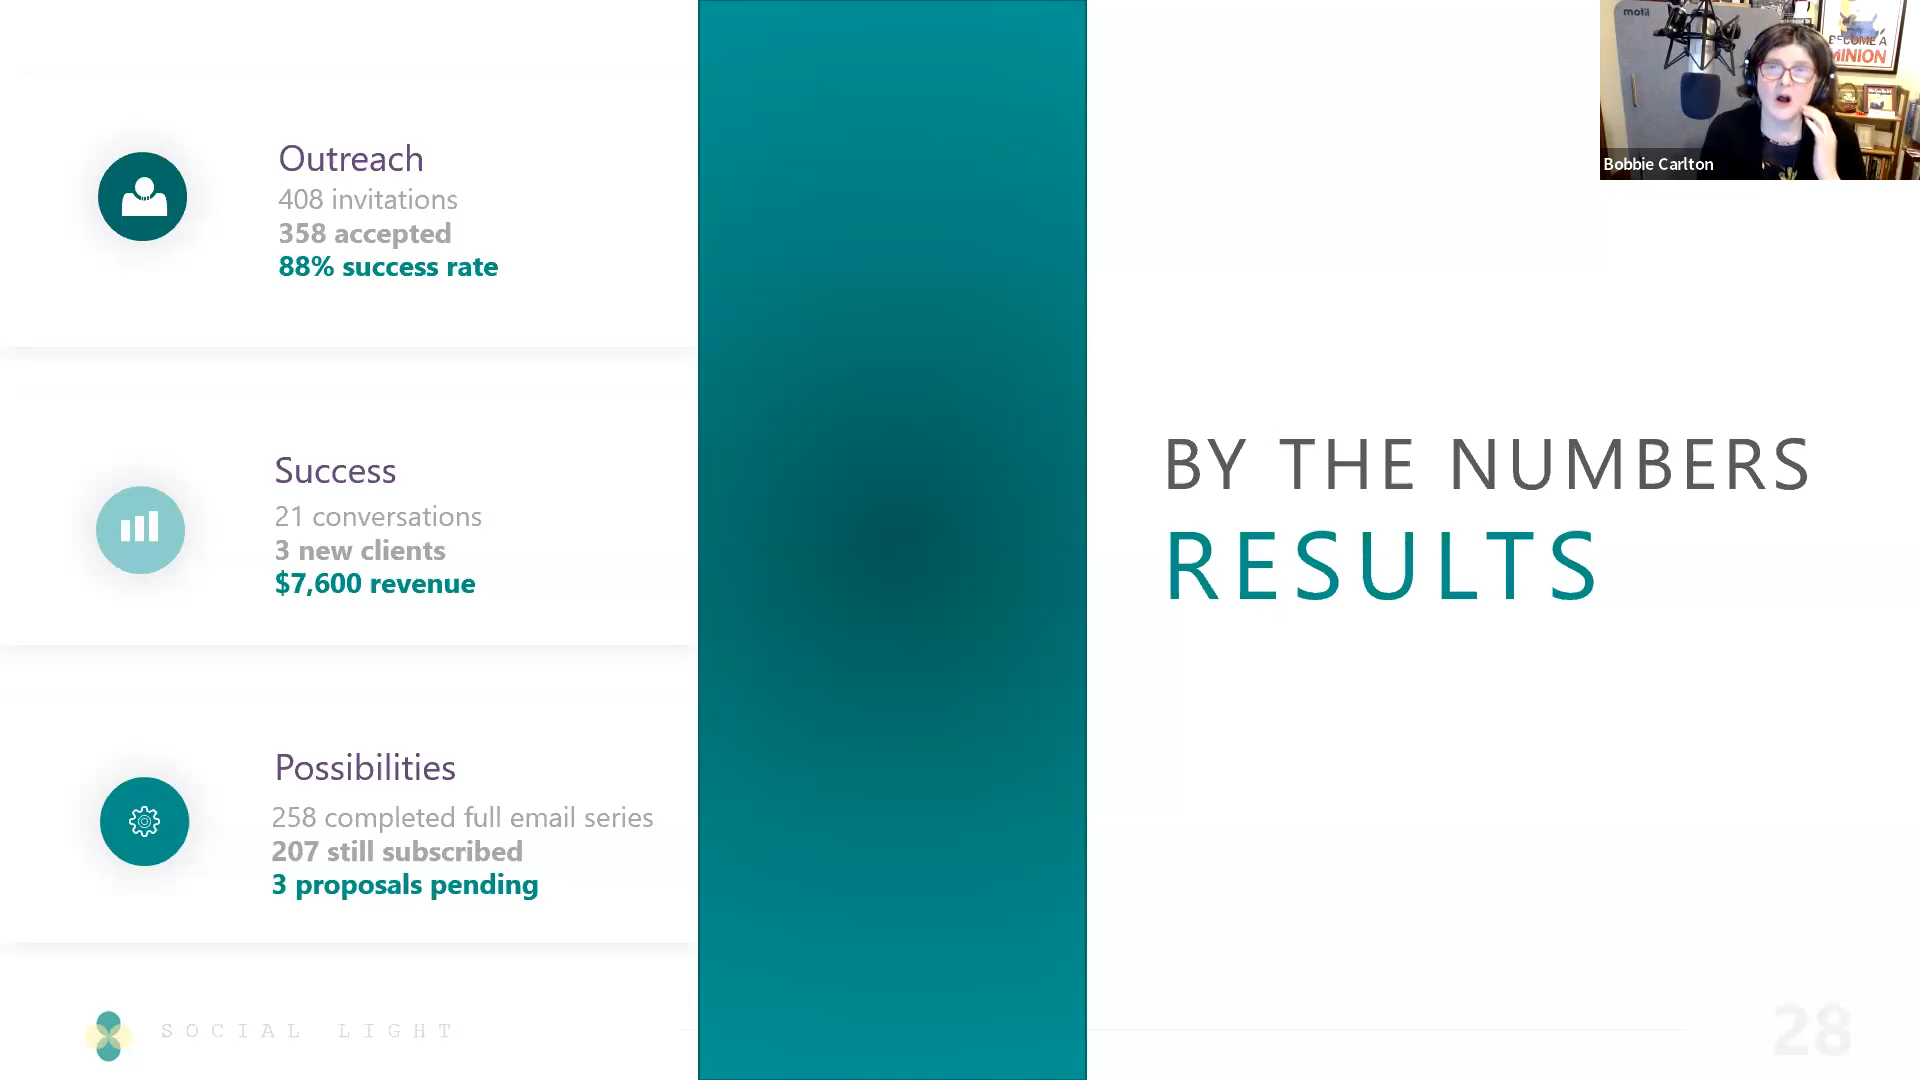 Outreach
408 invitations
358 accepted
88% success rate
Success
21 conversations
3 new clients
$7,600 revenue
Possibilities
258 completed full email series
207 still subscribed
3 proposals pending
SOCIAL LIGHT
BY THE NUMBERS
RESULTS
28
BECOME A
MINION
Bobbie Carlton